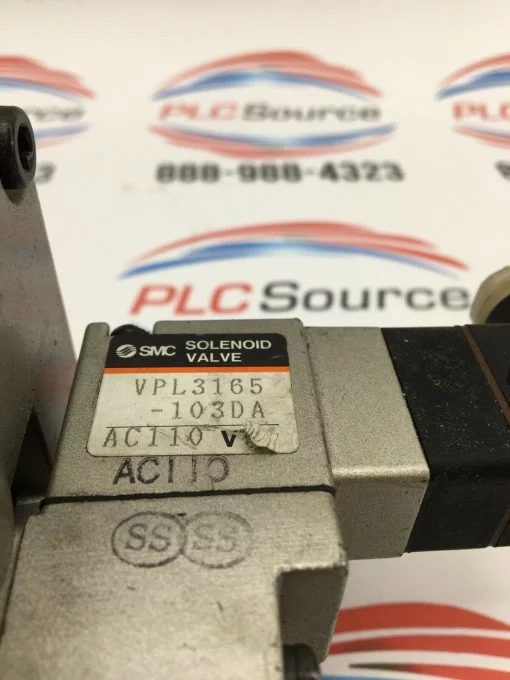 PLC Source
888-988-4323
PLC Source
SMC SOLENOID VALVE
VPL3165
-103DA
AC110 V
AC110
SS SS